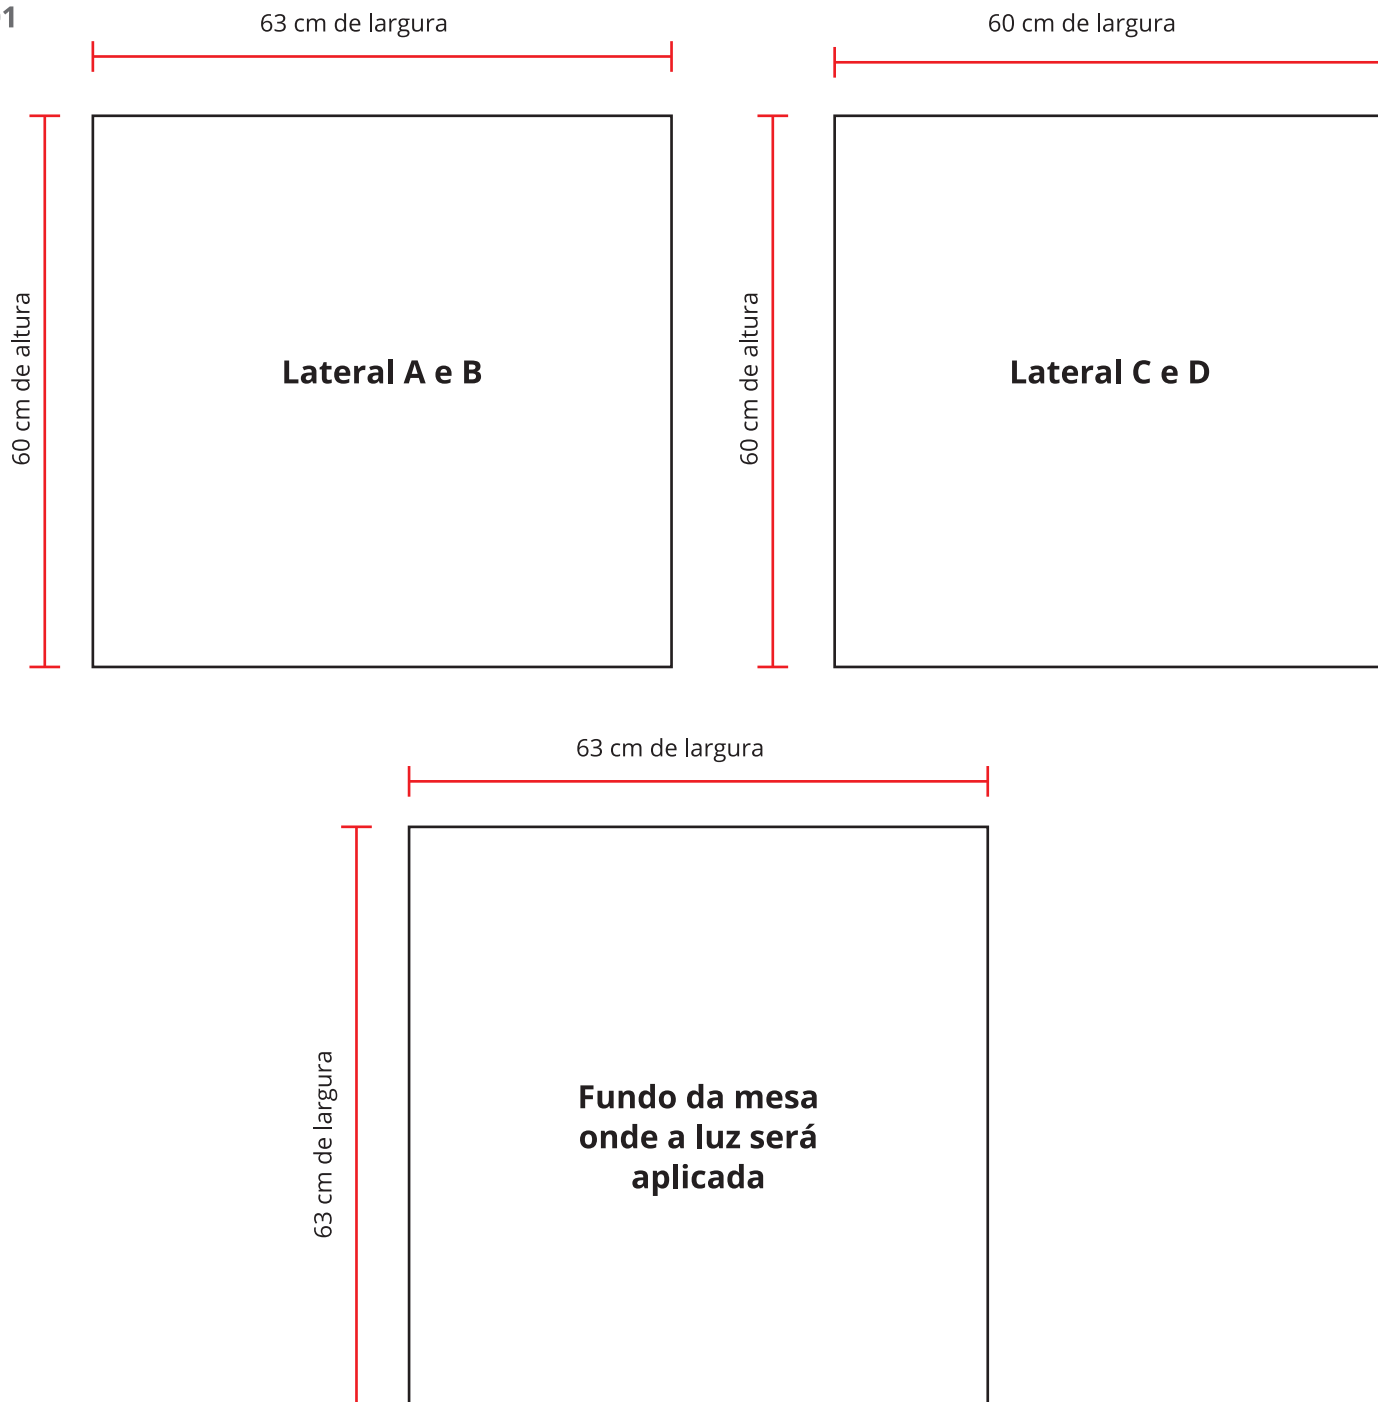 63 cm de largura
60 cm de largura
60 cm de altura
Lateral A e B
60 cm de altura
Lateral C e D
63 cm de largura
63 cm de largura
Fundo da mesa
onde a luz será
aplicada